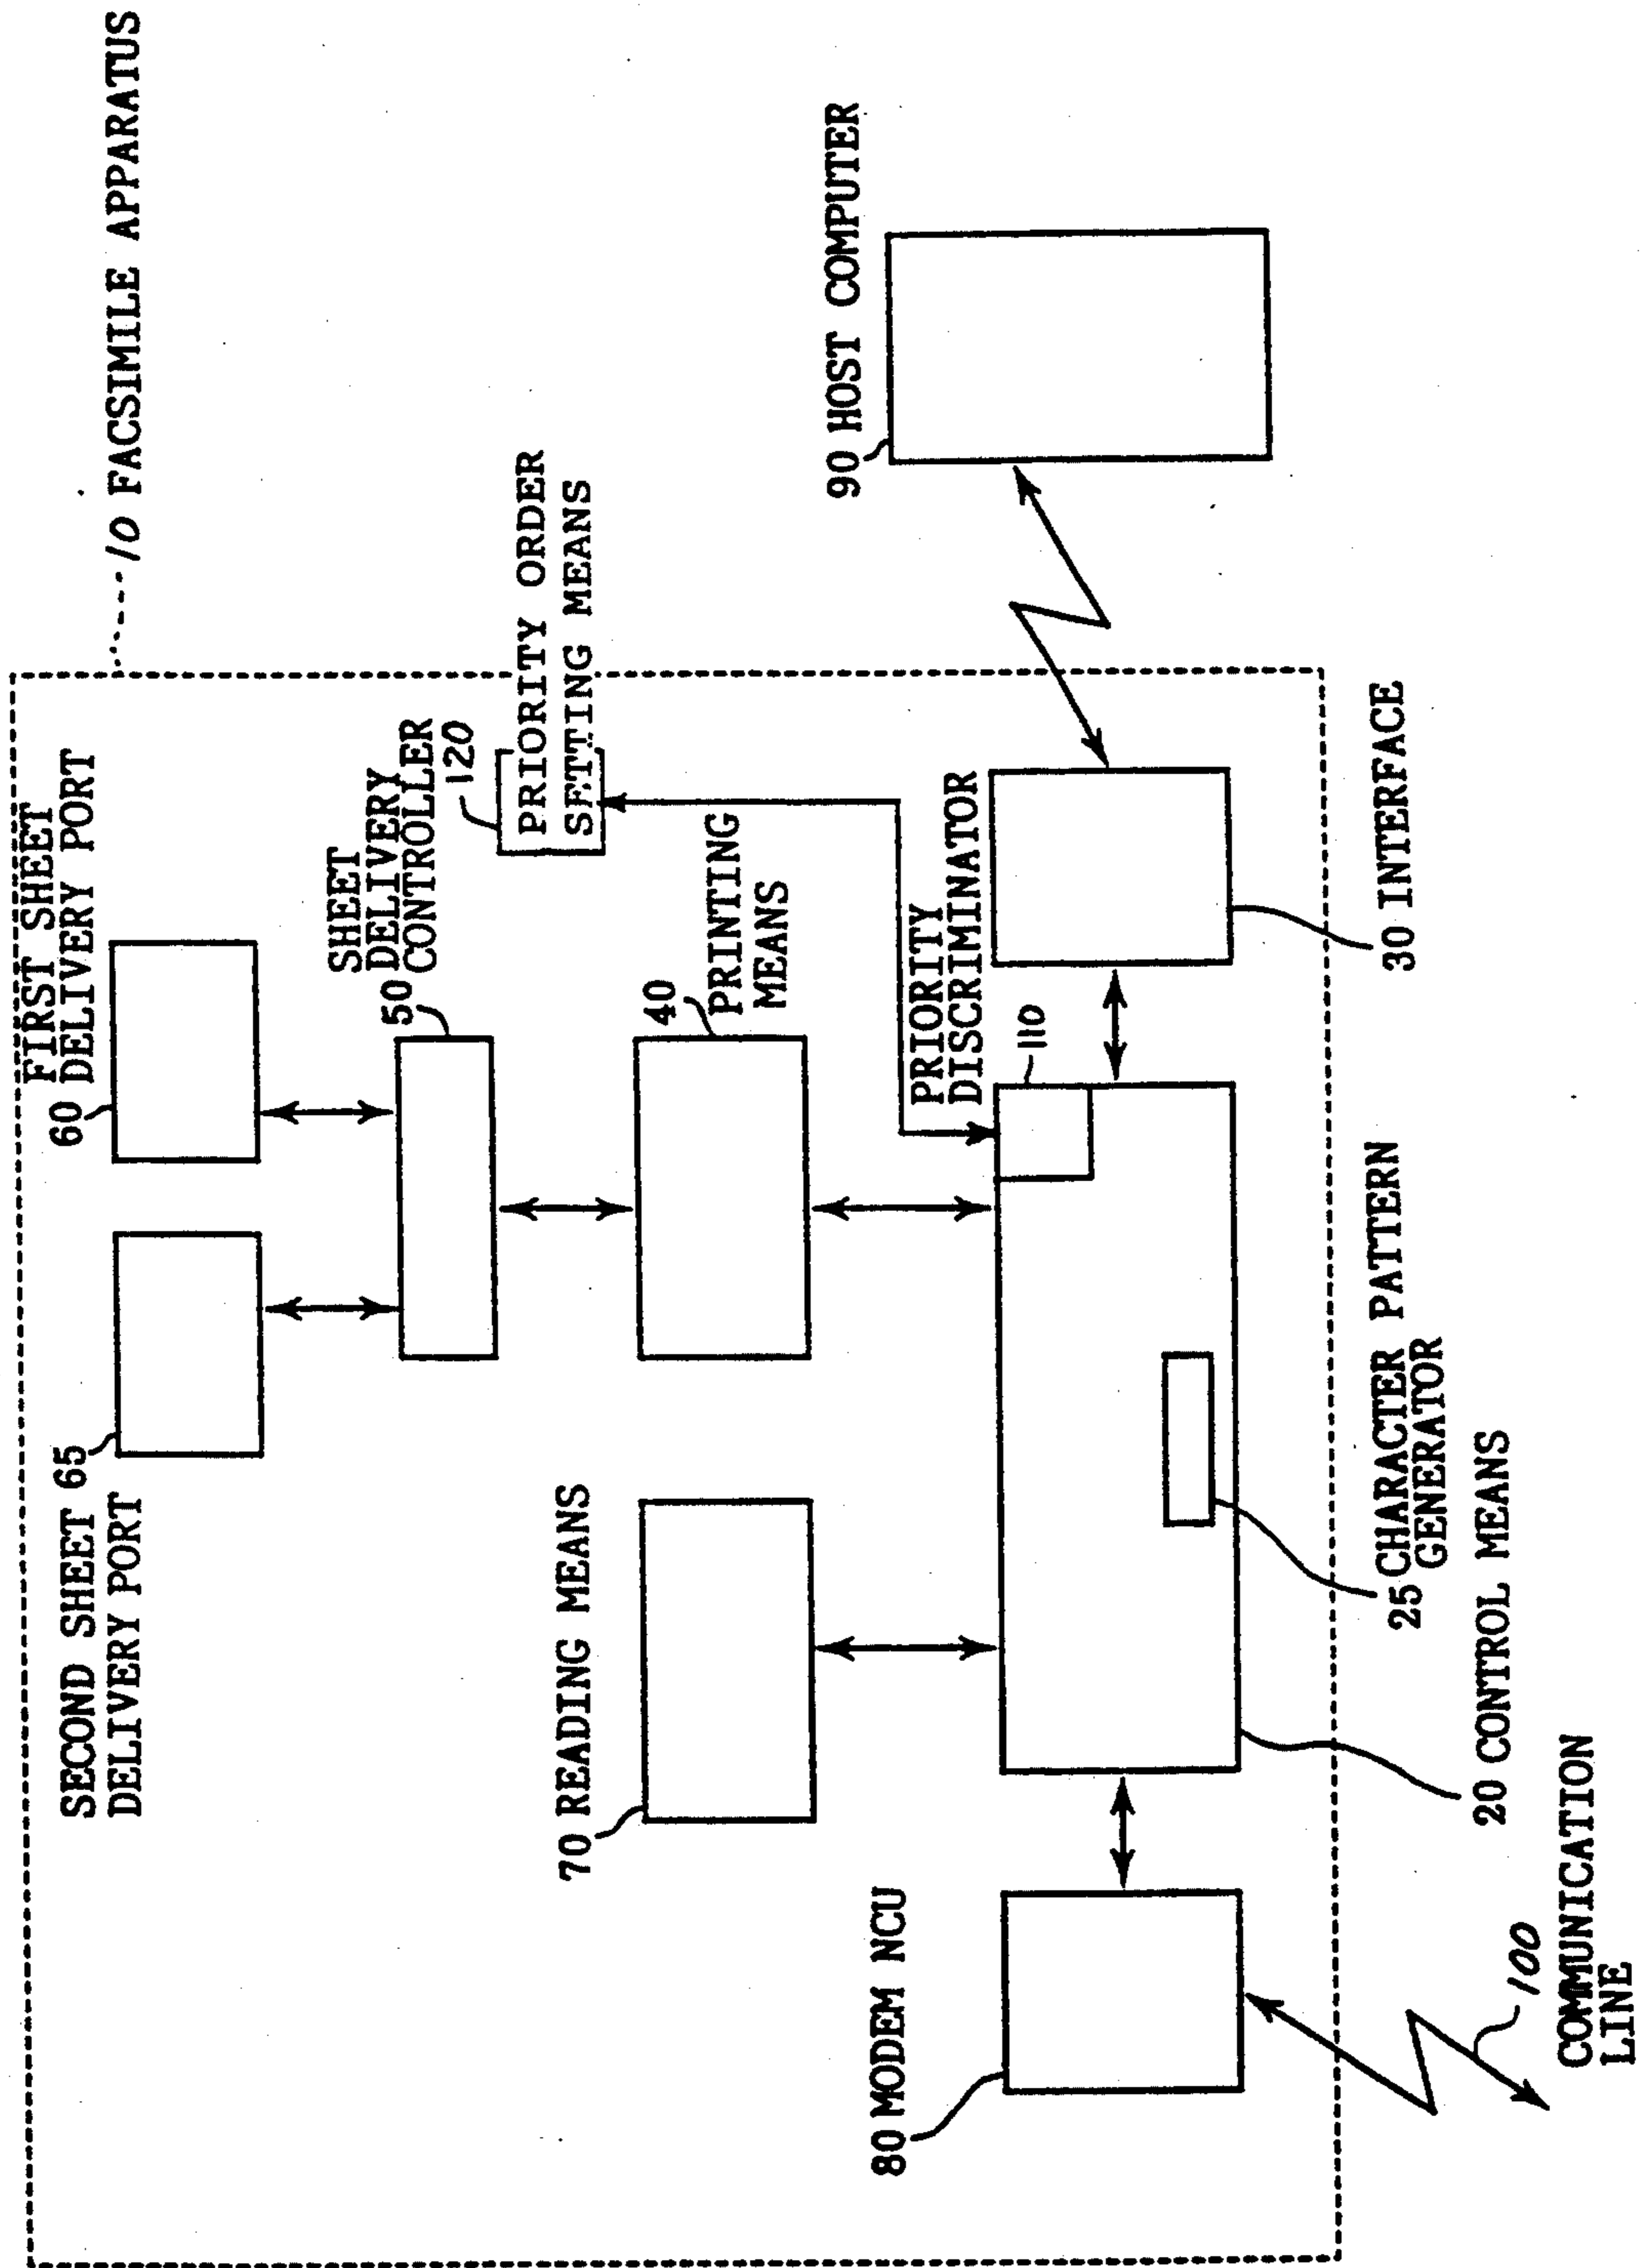 10 FACSIMILE APPARATUS
FIRST SHEET
60 DELIVERY PORT
SECOND SHEET 65
DELIVERY PORT
SHEET
DELIVERY
CONTROLLER
50
120
PRIORITY ORDER
SETTING MEANS
70 READING MEANS
40
PRINTING
MEANS
90 HOST COMPUTER
PRIORITY
DISCRIMINATOR
110
80 MODEM NCU
30 INTERFACE
25 CHARACTER PATTERN
GENERATOR
20 CONTROL MEANS
100
COMMUNICATION
LINE